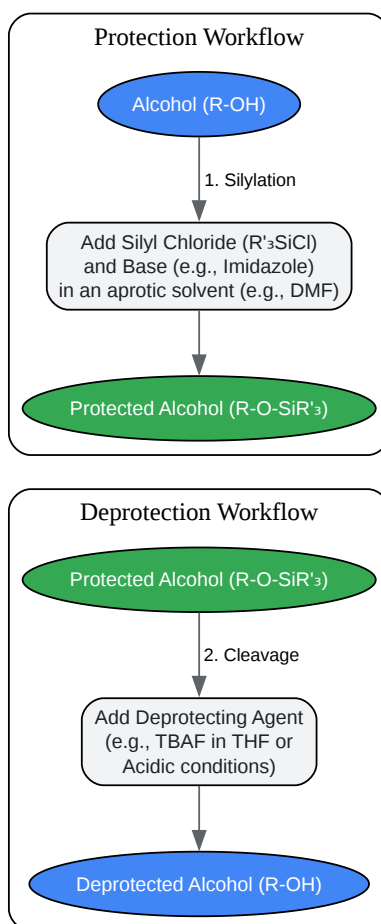 Protection Workflow
Alcohol (R-OH)
1. Silylation
Add Silyl Chloride (R'₃SiCl)
and Base (e.g., Imidazole)
in an aprotic solvent (e.g., DMF)
Protected Alcohol (R-O-SiR'₃)
Deprotection Workflow
Protected Alcohol (R-O-SiR'₃)
2. Cleavage
Add Deprotecting Agent
(e.g., TBAF in THF or
Acidic conditions)
Deprotected Alcohol (R-OH)